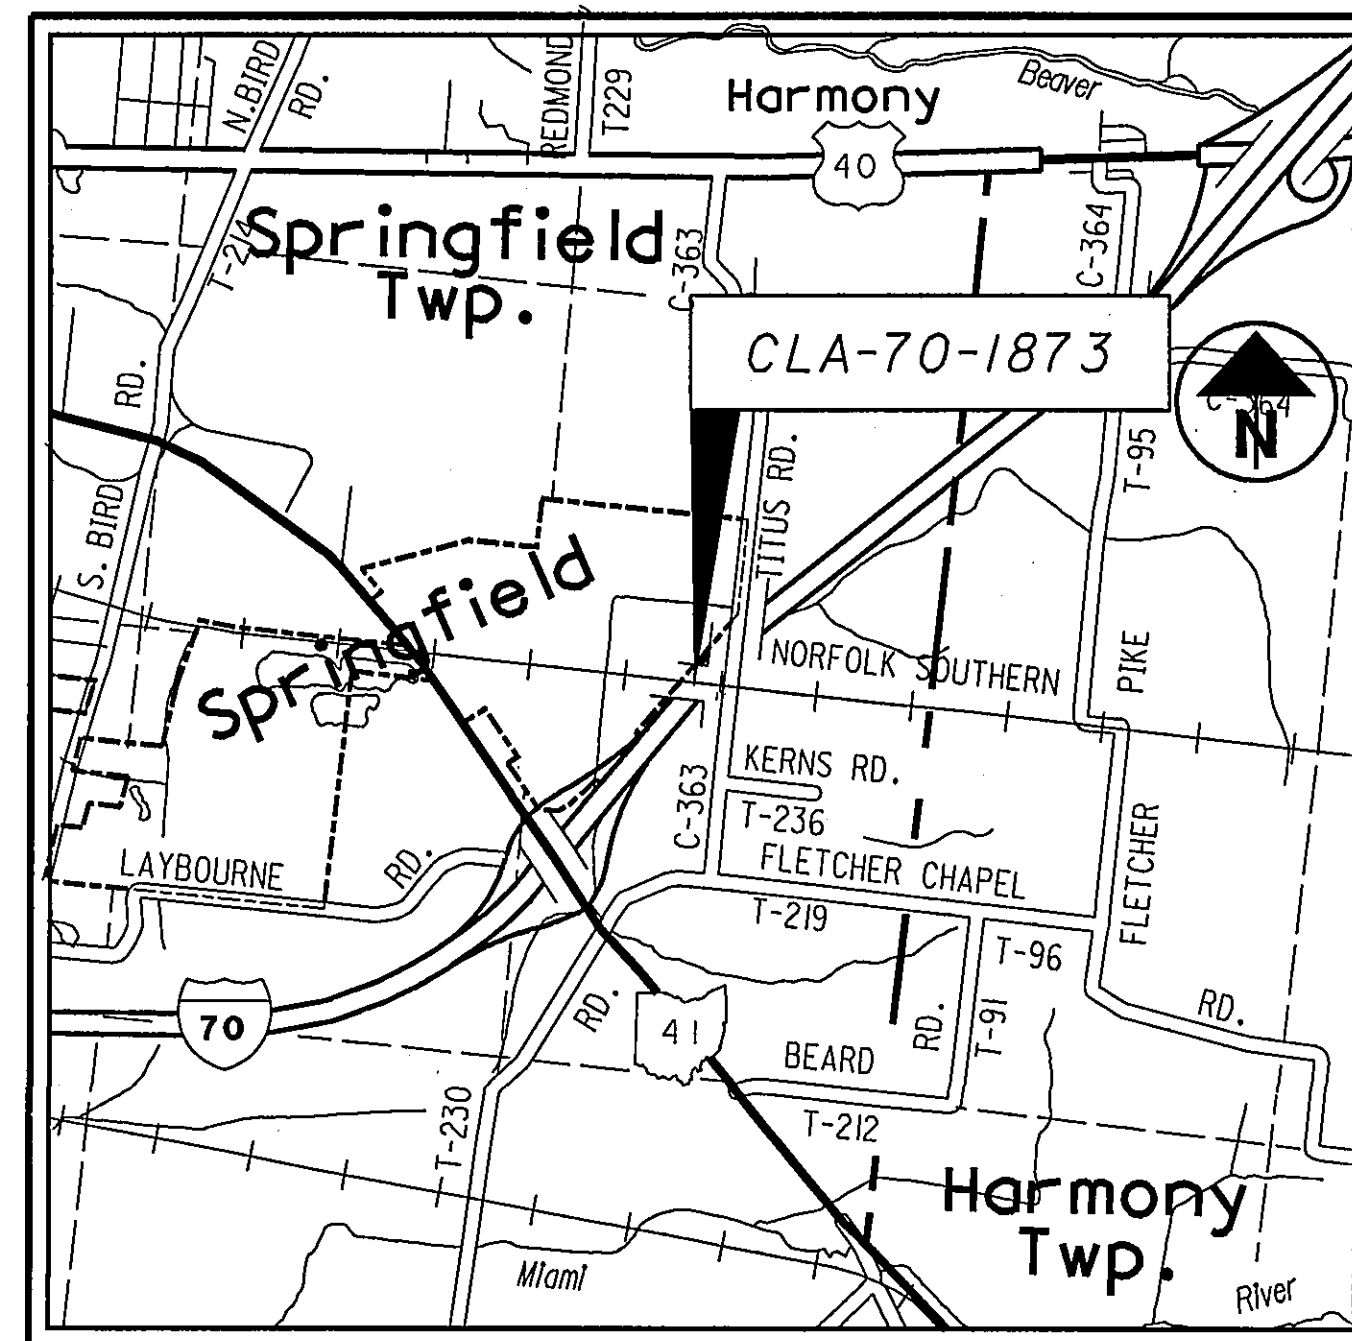 N.BIRD
RD.
REDMOND
T229
Harmony
Beaver
40
Springfield
Twp.
T-214
C-363
C-364
CLA-70-1873
C-364
N
RD.
TITUS RD.
T-95
S. BIRD
Springfield
NORFOLK SOUTHERN
PIKE
KERNS RD.
C-363
T-236
LAYBOURNE
RD.
FLETCHER CHAPEL
FLETCHER
T-219
T-96
70
RD.
41
RD.
T-91
RD.
BEARD
T-230
T-212
Harmony
Twp.
Miami
River